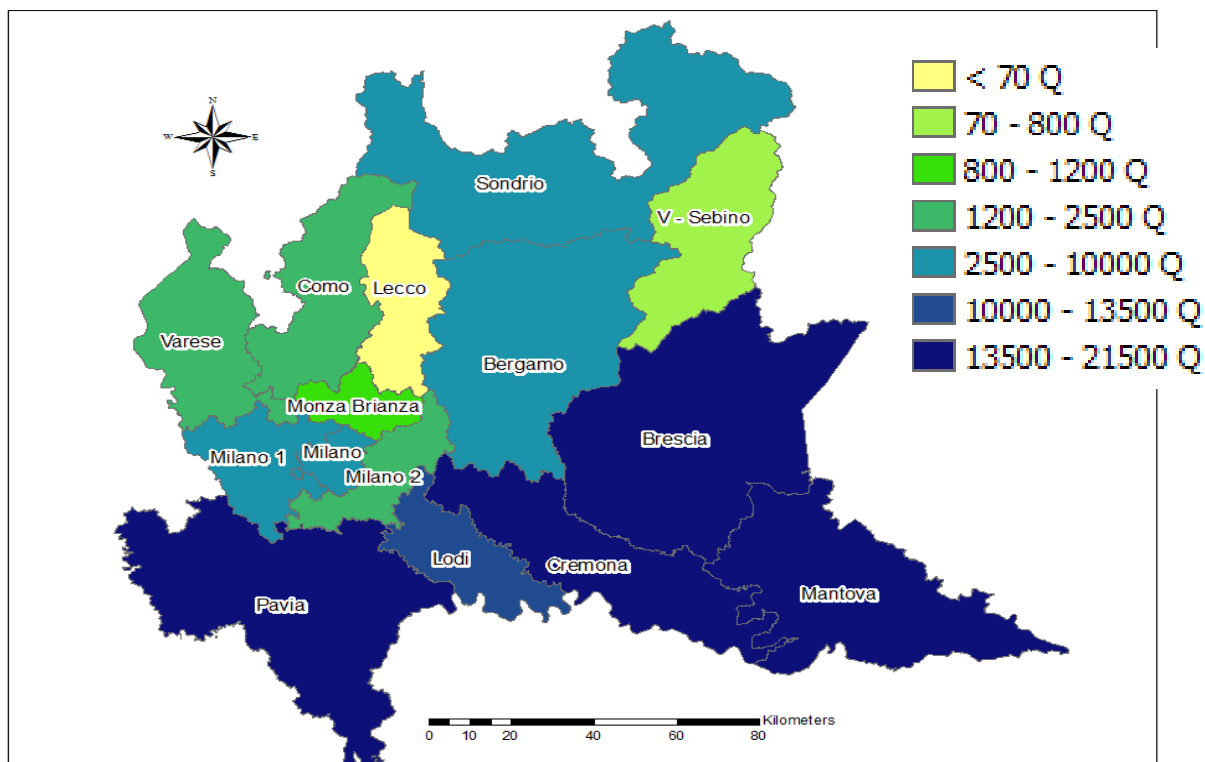 < 70 Q
70 - 800 Q
800 - 1200 Q
1200 - 2500 Q
2500 - 10000 Q
10000 - 13500 Q
13500 - 21500 Q
N
W E
S
Sondrio
V - Sebino
Como
Lecco
Varese
Bergamo
Monza Brianza
Brescia
Milano 1
Milano
Milano 2
Lodi
Cremona
Mantova
Pavia
Kilometers
0 10 20 40 60 80